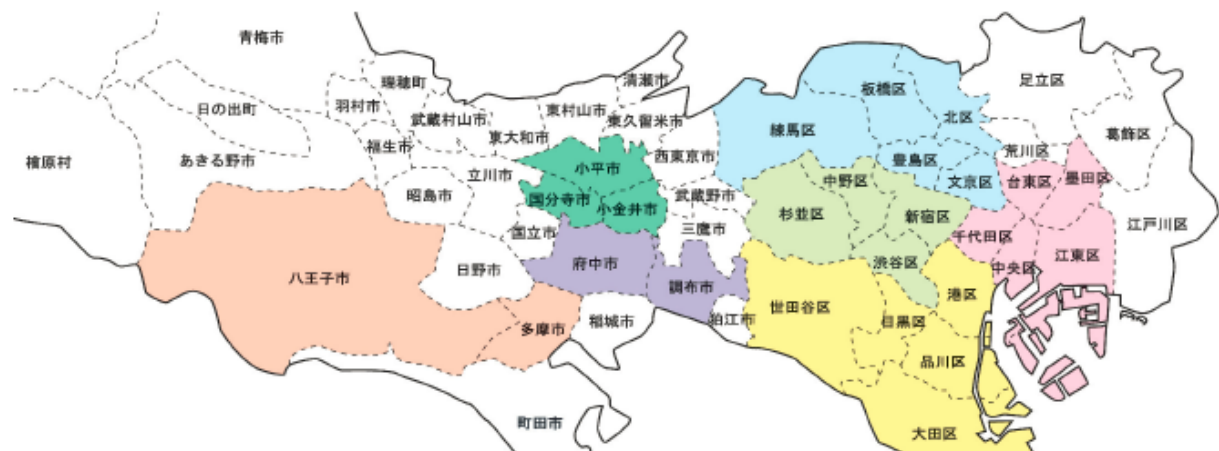 青梅市
瑞穂町
清瀬市
足立区
板橋区
日の出町
羽村市
武蔵村山市
東村山市
東久留米市
練馬区
北区
葛飾区
東大和市
福生市
あきる野市
檜原村
西東京市
豊島区
荒川区
小平市
立川市
昭島市
中野区
文京区
台東区
墨田区
国分寺市
小金井市
武蔵野市
杉並区
新宿区
江戸川区
国立市
三鷹市
千代田区
府中市
渋谷区
中央区
江東区
日野市
八王子市
調布市
港区
世田谷区
目黒区
多摩市
稲城市
狛江市
品川区
町田市
大田区